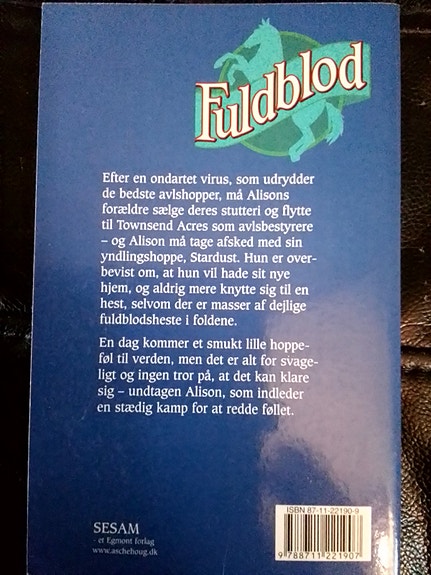 Fuldblod
Efter en ondartet virus, som udrydder
de bedste avlshopper, må Alisons
forældre sælge deres stutteri og flytte
til Townsend Acres som avlsbestyrere
– og Alison må tage afsked med sin
yndlingshoppe, Stardust. Hun er over-
bevist om, at hun vil hade sit nye
hjem, og aldrig mere knytte sig til en
hest, selvom der er masser af dejlige
fuldblodsheste i foldene.
En dag kommer et smukt lille hoppe-
føl til verden, men det er alt for svage-
ligt og ingen tror på, at det kan klare
sig – undtagen Alison, som indleder
en stædig kamp for at redde føllet.
ISBN 87-11-22190-9
9 788711 221907
SESAM
- et Egmont forlag
www.aschehoug.dk